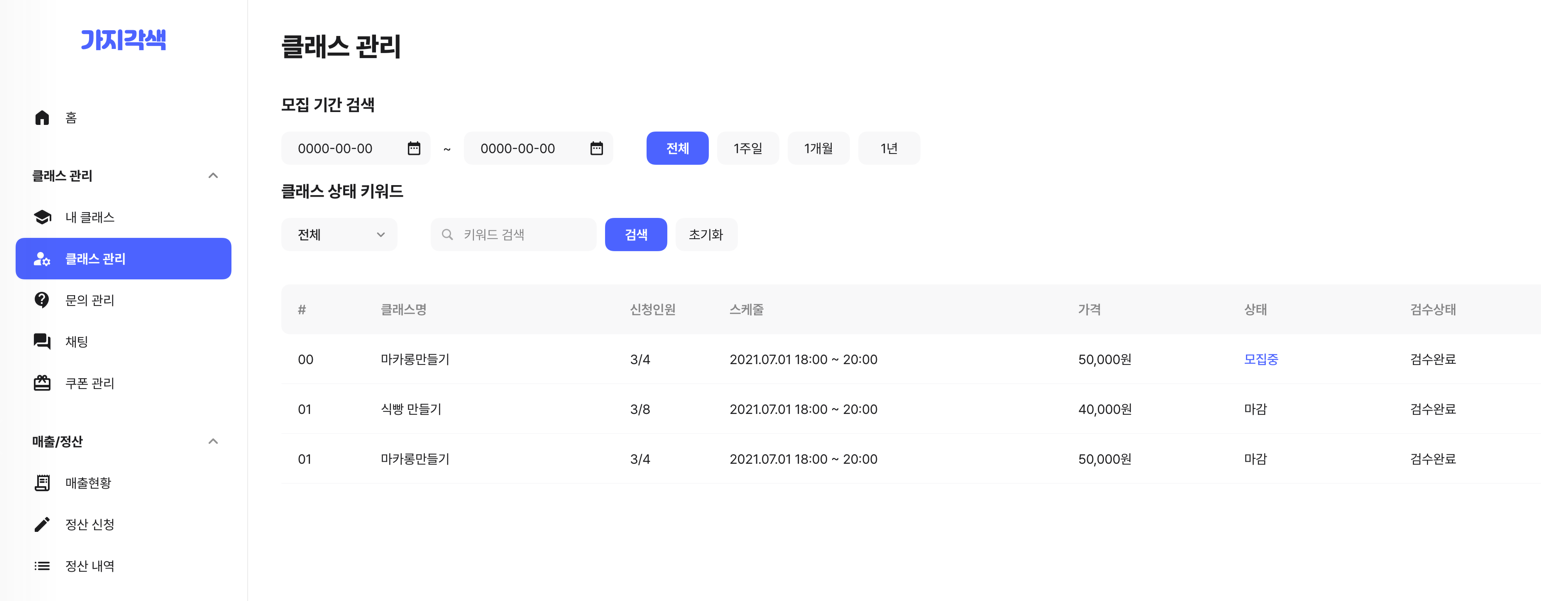 가지각색
홈
클래스 관리
내 클래스
클래스 관리
문의 관리
채팅
쿠폰 관리
매출/정산
매출현황
정산 신청
정산 내역
클래스 관리
모집 기간 검색
0000-00-00 ~ 0000-00-00 전체 1주일 1개월 1년
클래스 상태 키워드
전체 키워드 검색 검색 초기화
# 클래스명 신청인원 스케줄 가격 상태 검수상태
00 마카롱만들기 3/4 2021.07.01 18:00 ~ 20:00 50,000원 모집중 검수완료
01 식빵 만들기 3/8 2021.07.01 18:00 ~ 20:00 40,000원 마감 검수완료
01 마카롱만들기 3/4 2021.07.01 18:00 ~ 20:00 50,000원 마감 검수완료